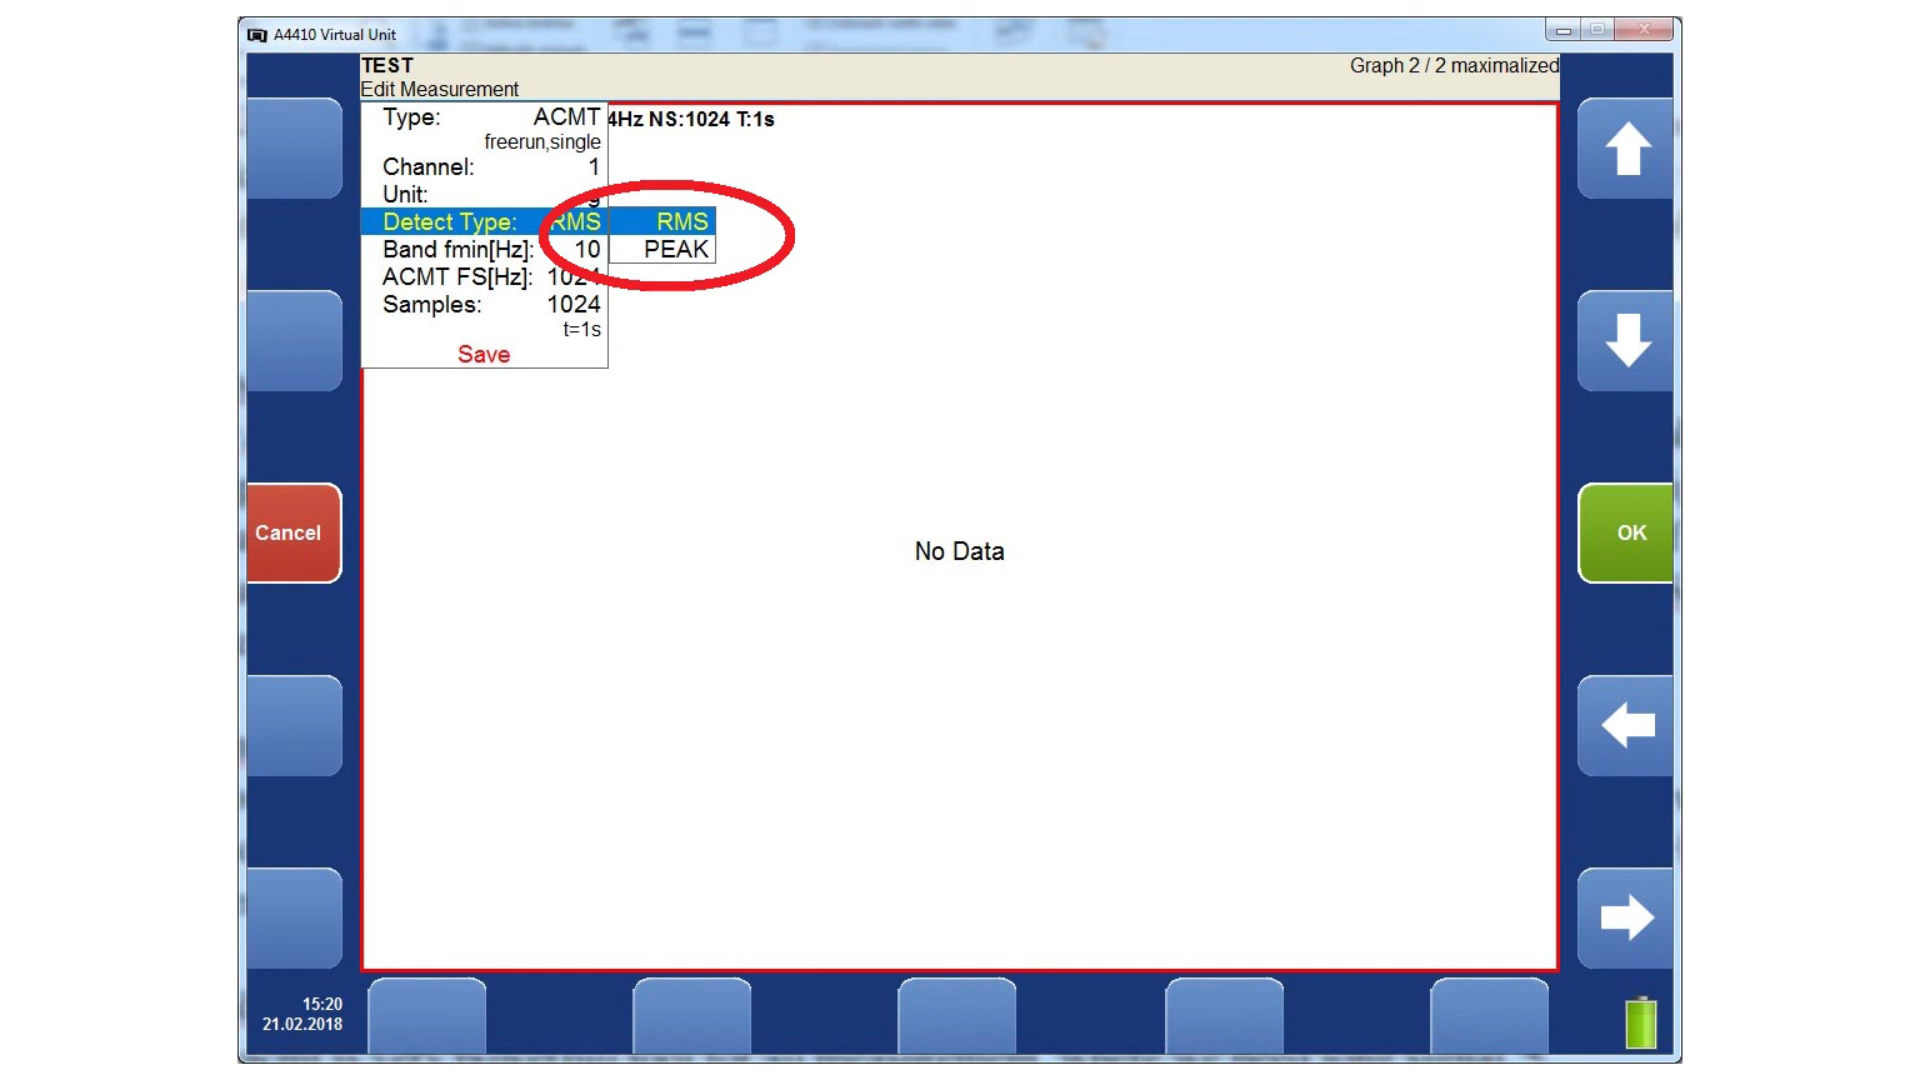 A4410 Virtual Unit
TEST
Graph 2 / 2 maximalized
Edit Measurement
Type: ACMT
4Hz NS:1024 T:1s
freerun,single
Channel: 1
Unit: g
Detect Type: RMS
RMS
Band fmin[Hz]: 10
PEAK
ACMT FS[Hz]: 1024
Samples: 1024
t=1s
Save
Cancel
No Data
OK
15:20
21.02.2018